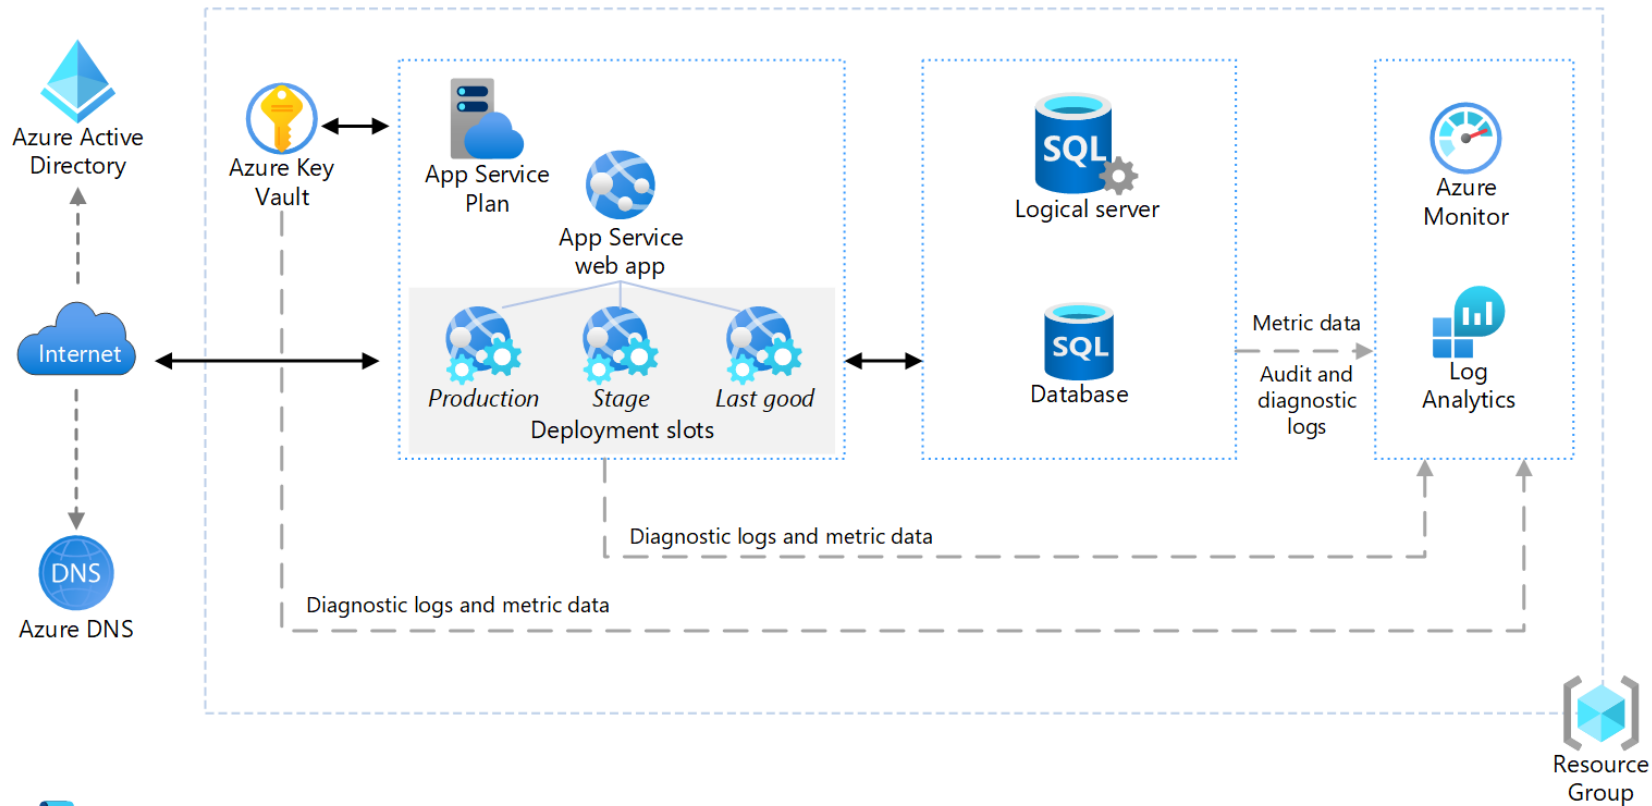 Azure Active
Directory
Internet
DNS
Azure DNS
Azure Key
Vault
App Service
Plan
App Service
web app
Production
Stage
Last good
Deployment slots
SQL
Logical server
SQL
Database
Metric data
Audit and
diagnostic
logs
Azure
Monitor
Log
Analytics
Diagnostic logs and metric data
Diagnostic logs and metric data
Resource
Group